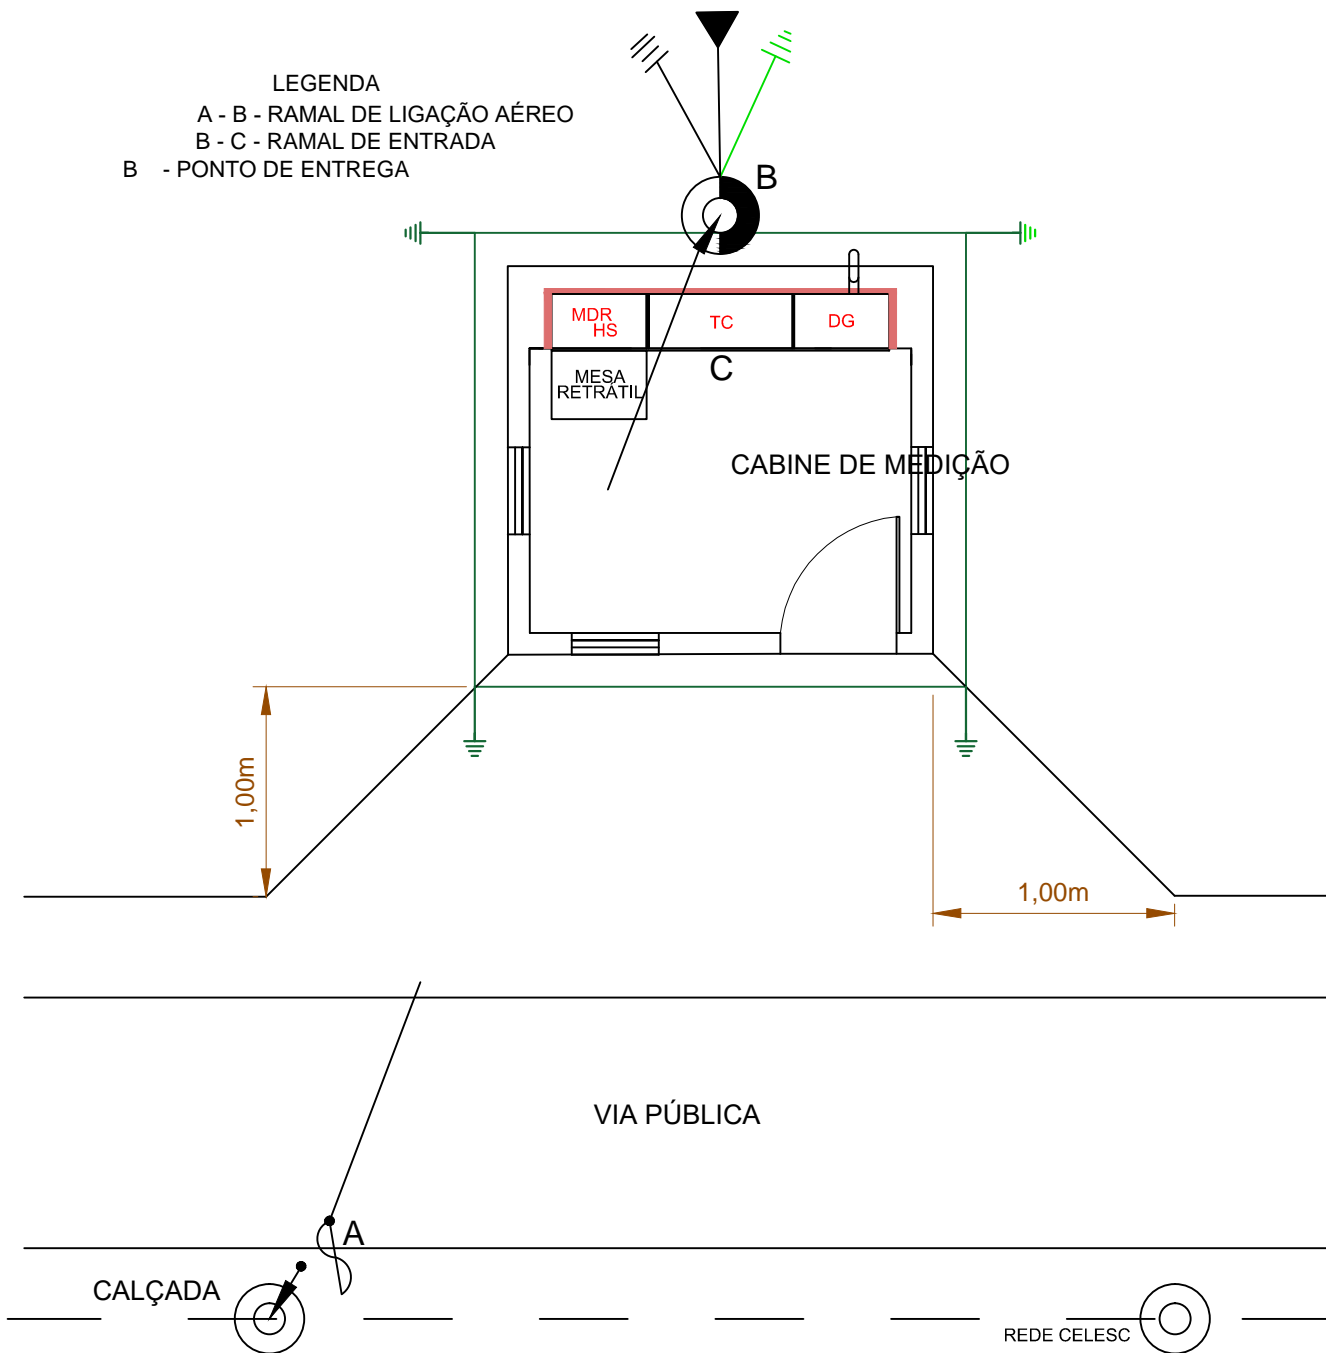 LEGENDA
A - B - RAMAL DE LIGAÇÃO AÉREO
B - C - RAMAL DE ENTRADA
B - PONTO DE ENTREGA
B
MDR
HS
TC
DG
C
MESA
RETRÁTIL
CABINE DE MEDIÇÃO
1,00m
1,00m
VIA PÚBLICA
A
CALÇADA
REDE CELESC